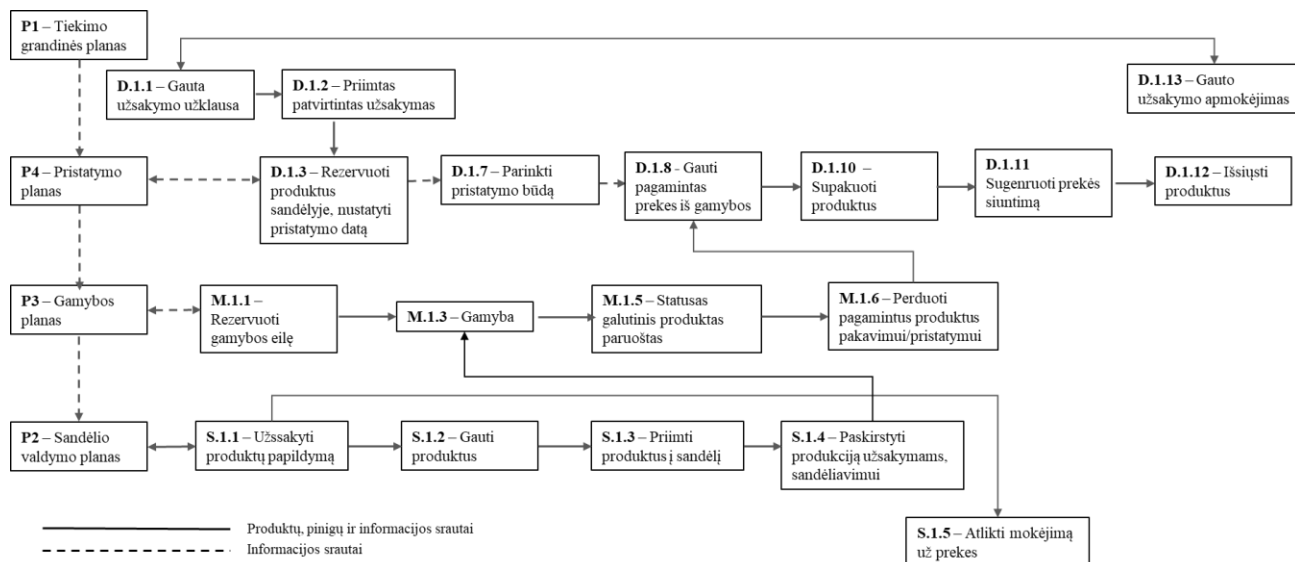 P1 – Tiekimo
grandinės planas
D.1.1 – Gauta
užsakymo užklausa
D.1.2 – Priimtas
patvirtintas užsakymas
D.1.13 – Gauto
užsakymo apmokėjimas
P4 – Pristatymo
planas
D.1.3 – Rezervuoti
produktus
sandėlyje, nustatyti
pristatymo datą
D.1.7 – Parinkti
pristatymo būdą
D.1.8 - Gauti
pagamintas
prekes iš gamybos
D.1.10 –
Supakuoti
produktus
D.1.11
Sugenruoti prekės
siuntimą
D.1.12 – Išsiųsti
produktus
P3 – Gamybos
planas
M.1.1 –
Rezervuoti
gamybos eilę
M.1.3 – Gamyba
M.1.5 – Statusas
galutinis produktas
paruoštas
M.1.6 – Perduoti
pagamintus produktus
pakavimui/pristatymui
P2 – Sandėlio
valdymo planas
S.1.1 – Užssakyti
produktų papildymą
S.1.2 – Gauti
produktus
S.1.3 – Priimti
produktus į sandėlį
S.1.4 – Paskirstyti
produkciją užsakymams,
sandėliavimui
Produktų, pinigų ir informacijos srautai
Informacijos srautai
S.1.5 – Atlikti mokėjimą
už prekes